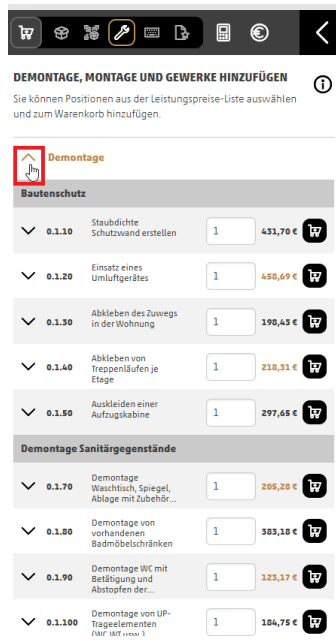 DEMONTAGE, MONTAGE UND GEWERKE HINZUFÜGEN
Sie können Positionen aus der Leistungspreise-Liste auswählen
und zum Warenkorb hinzufügen.
Demontage
Bautenschutz
0.1.10 Staubdichte Schutzwand erstellen 1 431,70 €
0.1.20 Einsatz eines Umluftgerätes 1 458,69 €
0.1.30 Abkleben des Zuwegs in der Wohnung 1 198,43 €
0.1.40 Abkleben von Treppenläufen je Etage 1 218,31 €
0.1.50 Auskleiden einer Aufzugskabine 1 297,65 €
Demontage Sanitärgegenstände
0.1.70 Demontage Waschtisch, Spiegel, Ablage mit Zubehör... 1 205,28 €
0.1.80 Demontage von vorhandenen Badmöbelschränken 1 383,18 €
0.1.90 Demontage WC mit Betätigung und Abstopfen der... 1 123,17 €
0.1.100 Demontage von UP-Trageelementen (WC,WT usw.) 1 184,75 €